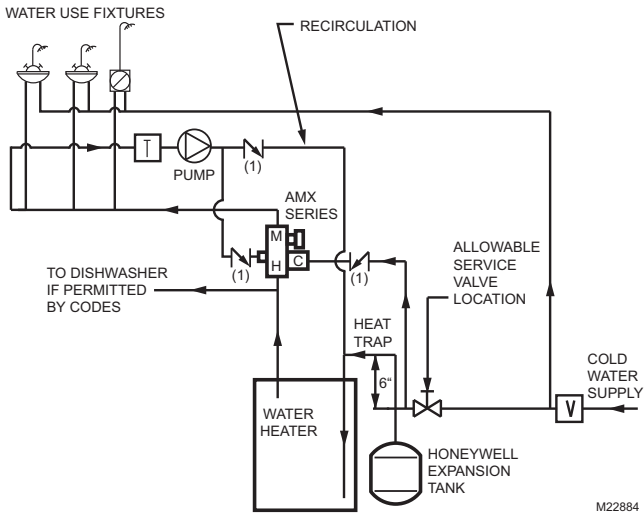 WATER USE FIXTURES
RECIRCULATION
T
PUMP
(1)
AMX
SERIES
M
H
C
(1)
(1)
ALLOWABLE
SERVICE
VALVE
LOCATION
TO DISHWASHER
IF PERMITTED
BY CODES
HEAT
TRAP
6“
COLD
WATER
SUPPLY
V
WATER
HEATER
HONEYWELL
EXPANSION
TANK
M22884